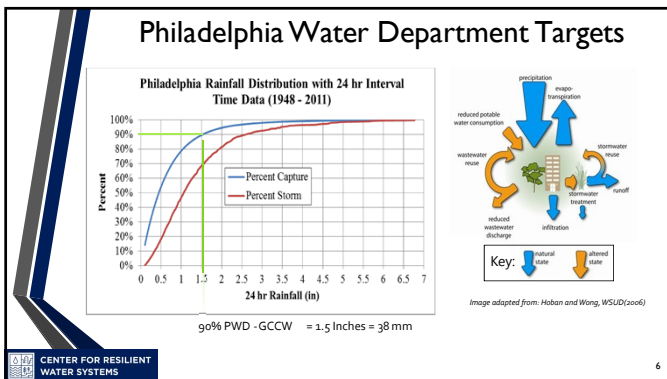 Philadelphia Water Department Targets
Philadelphia Rainfall Distribution with 24 hr Interval
Time Data (1948 - 2011)
Percent
100%
90%
80%
70%
60%
50%
40%
30%
20%
10%
0%
Percent Capture
Percent Storm
0 0.5 1 1.5 2 2.5 3 3.5 4 4.5 5 5.5 6 6.5 7
24 hr Rainfall (in)
90% PWD - GCCW = 1.5 Inches = 38 mm
precipitation
evapo-
transpiration
reduced potable
water consumption
wastewater
reuse
stormwater
reuse
runoff
stormwater
treatment
infiltration
reduced
wastewater
discharge
Key:
natural
state
altered
state
Image adapted from: Hoban and Wong, WSUD(2006)
CENTER FOR RESILIENT
WATER SYSTEMS
6